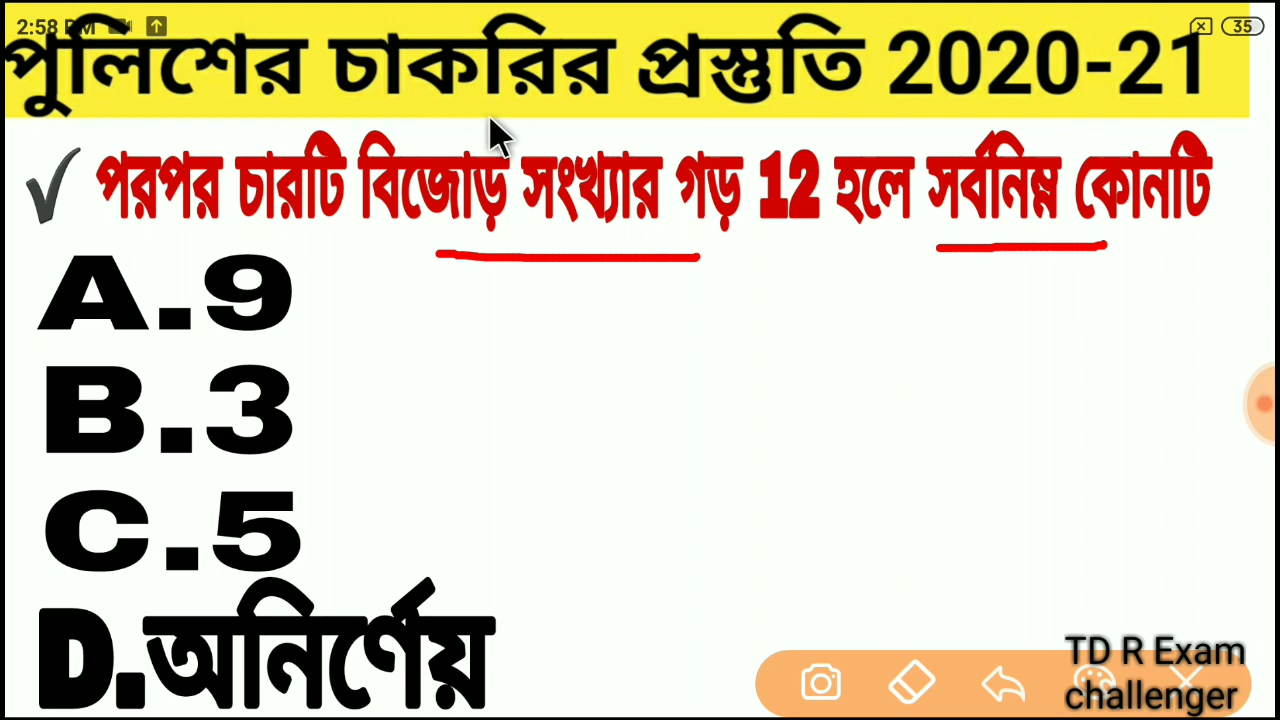 2:58 PM
35
পুলিশের চাকরির প্রস্তুতি 2020-21
✓ পরপর চারটি বিজোড় সংখ্যার গড় 12 হলে সর্বনিম্ন কোনটি
A.9
B.3
C.5
D.অনির্ণেয়
TD R Exam
challenger